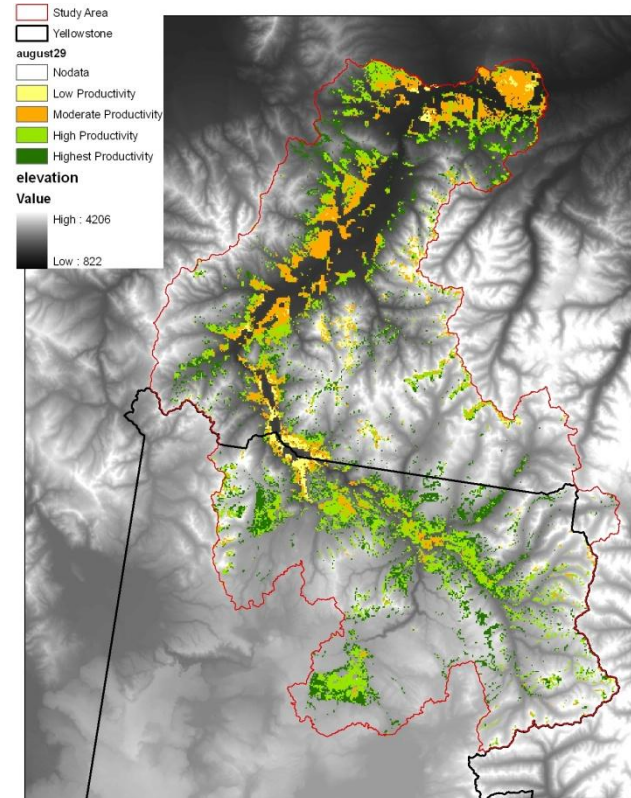 Study Area
Yellowstone
august29
Nodata
Low Productivity
Moderate Productivity
High Productivity
Highest Productivity
elevation
Value
High : 4206
Low : 822